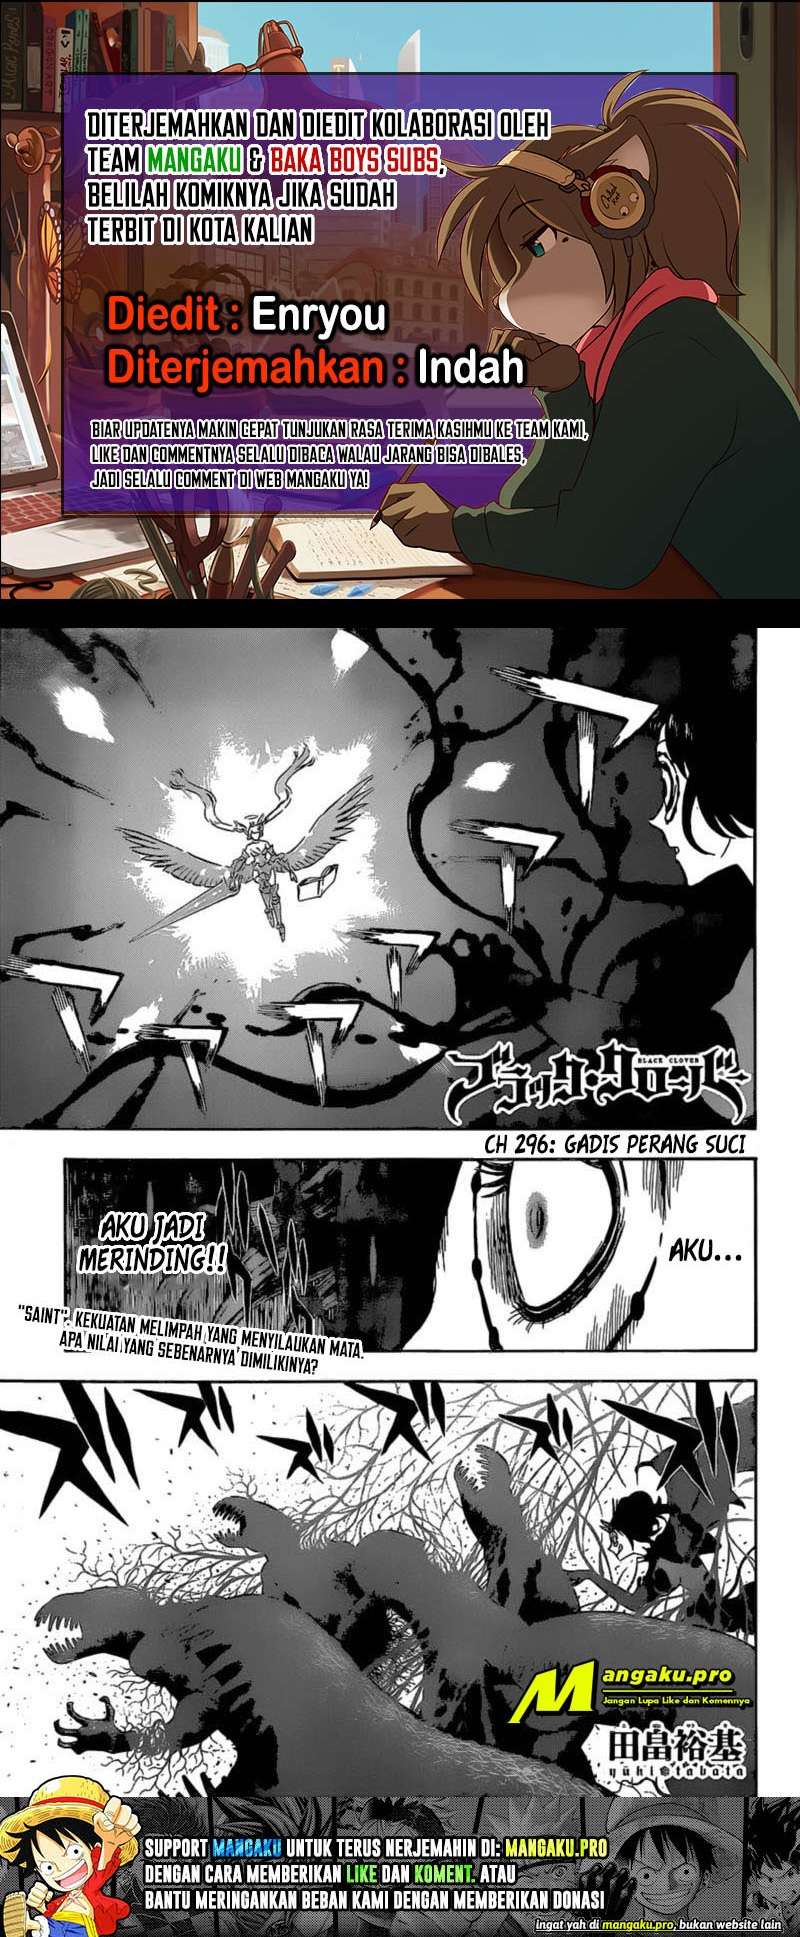 DITERJEMAHKAN DAN DIEDIT KOLABORASI OLEH
TEAM MANGAKU & BAKA BOYS SUBS,
BELILAH KOMIKNYA JIKA SUDAH
TERBIT DI KOTA KALIAN
Diedit : Enryou
Diterjemahkan : Indah
BIAR UPDATENYA MAKIN CEPAT TUNJUKAN RASA TERIMA KASIHMU KE TEAM KAMI,
LIKE DAN COMMENTNYA SELALU DIBACA WALAU JARANG BISA DIBALES,
JADI SELALU COMMENT DI WEB MANGAKU YA!
BLACK CLOVER
ブラッククローバー
CH 296: GADIS PERANG SUCI
AKU...
AKU JADI
MERINDING!!
"SAINT", KEKUATAN MELIMPAH YANG MENYILAUKAN MATA.
APA NILAI YANG SEBENARNYA DIMILIKINYA?
Mangaku.pro
Jangan Lupa Like dan Komennya
田畠裕基
yūki tabata
SUPPORT MANGAKU UNTUK TERUS NERJEMAHIN DI: MANGAKU.PRO
DENGAN CARA MEMBERIKAN LIKE DAN KOMENT. ATAU
BANTU MERINGANKAN BEBAN KAMI DENGAN MEMBERIKAN DONASI
ingat yah di mangaku.pro, bukan website lain